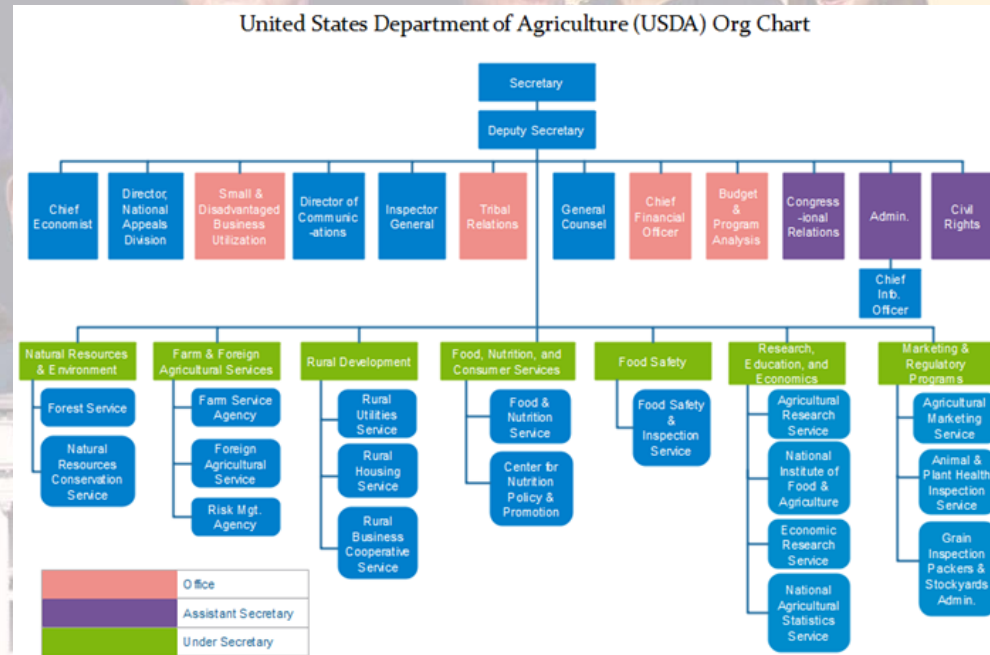 United States Department of Agriculture (USDA) Org Chart
Secretary
Deputy Secretary
Chief
Economist
Director,
National
Appeals
Division
Small &
Disadvantaged
Business
Utilization
Director of
Communic
-ations
Inspector
General
Tribal
Relations
General
Counsel
Chief
Financial
Officer
Budget
&
Program
Analysis
Congress
-ional
Relations
Admin.
Civil
Rights
Chief
Info.
Officer
Natural Resources
& Environment
Forest Service
Natural
Resources
Conservation
Service
Farm & Foreign
Agricultural Services
Farm Service
Agency
Foreign
Agricultural
Service
Risk Mgt.
Agency
Rural Development
Rural
Utilities
Service
Rural
Housing
Service
Rural
Business
Cooperative
Service
Food, Nutrition, and
Consumer Services
Food &
Nutrition
Service
Center for
Nutrition
Policy &
Promotion
Food Safety
Food Safety
&
Inspection
Service
Research,
Education, and
Economics
Agricultural
Research
Service
National
Institute of
Food &
Agriculture
Economic
Research
Service
National
Agricultural
Statistics
Service
Marketing &
Regulatory
Programs
Agricultural
Marketing
Service
Animal &
Plant Health
Inspection
Service
Grain
Inspection
Packers &
Stockyards
Admin.
Office
Assistant Secretary
Under Secretary